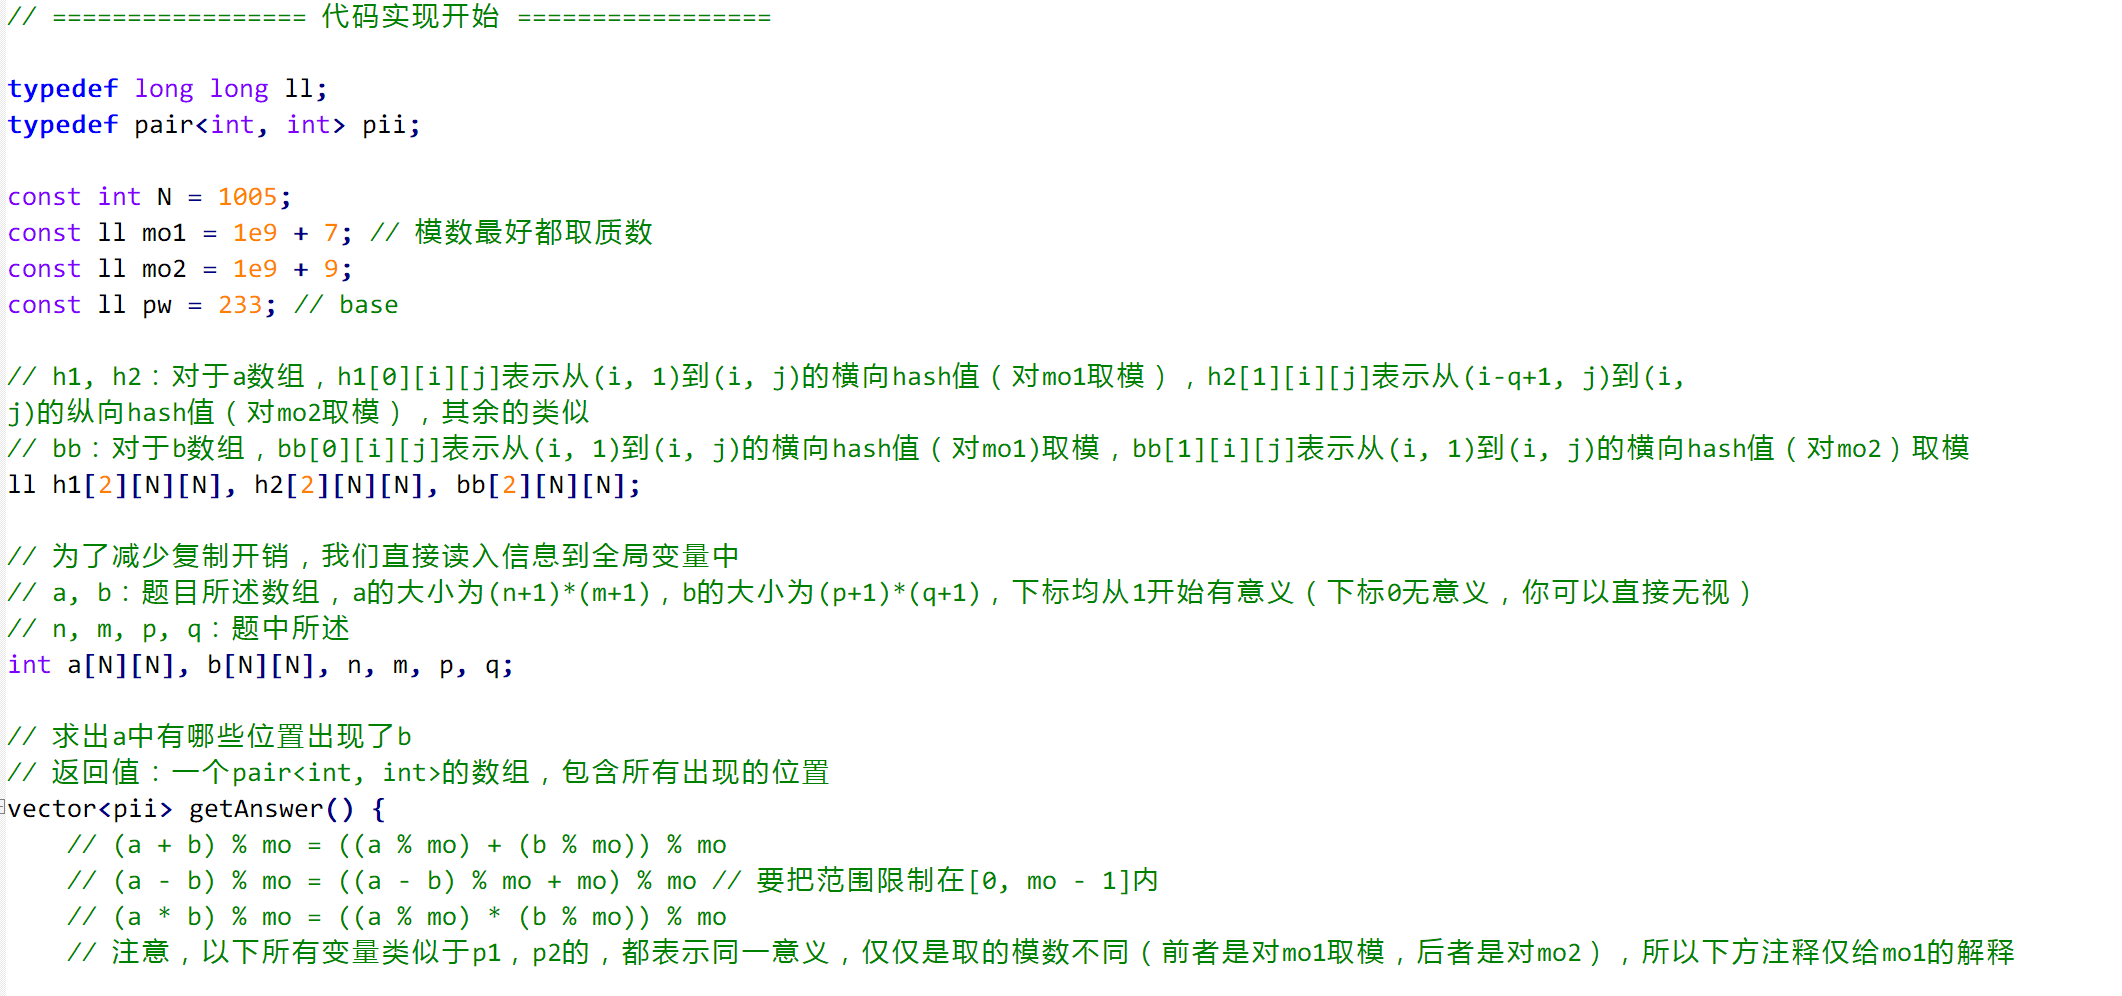 // ================= 代码实现开始 =================
typedef long long ll;
typedef pair<int, int> pii;
const int N = 1005;
const ll mo1 = 1e9 + 7; // 模数最好都取质数
const ll mo2 = 1e9 + 9;
const ll pw = 233; // base
// h1, h2：对于a数组，h1[0][i][j]表示从(i, 1)到(i, j)的横向hash值（对mo1取模），h2[1][i][j]表示从(i-q+1, j)到(i,
j)的纵向hash值（对mo2取模），其余的类似
// bb：对于b数组，bb[0][i][j]表示从(i, 1)到(i, j)的横向hash值（对mo1)取模，bb[1][i][j]表示从(i, 1)到(i, j)的横向hash值（对mo2）取模
ll h1[2][N][N], h2[2][N][N], bb[2][N][N];
// 为了减少复制开销，我们直接读入信息到全局变量中
// a, b：题目所述数组，a的大小为(n+1)*(m+1)，b的大小为(p+1)*(q+1)，下标均从1开始有意义（下标0无意义，你可以直接无视）
// n, m, p, q：题中所述
int a[N][N], b[N][N], n, m, p, q;
// 求出a中有哪些位置出现了b
// 返回值：一个pair<int, int>的数组，包含所有出现的位置
vector<pii> getAnswer() {
// (a + b) % mo = ((a % mo) + (b % mo)) % mo
// (a - b) % mo = ((a - b) % mo + mo) % mo // 要把范围限制在[0, mo - 1]内
// (a * b) % mo = ((a % mo) * (b % mo)) % mo
// 注意，以下所有变量类似于p1，p2的，都表示同一意义，仅仅是取的模数不同（前者是对mo1取模，后者是对mo2），所以下方注释仅给mo1的解释